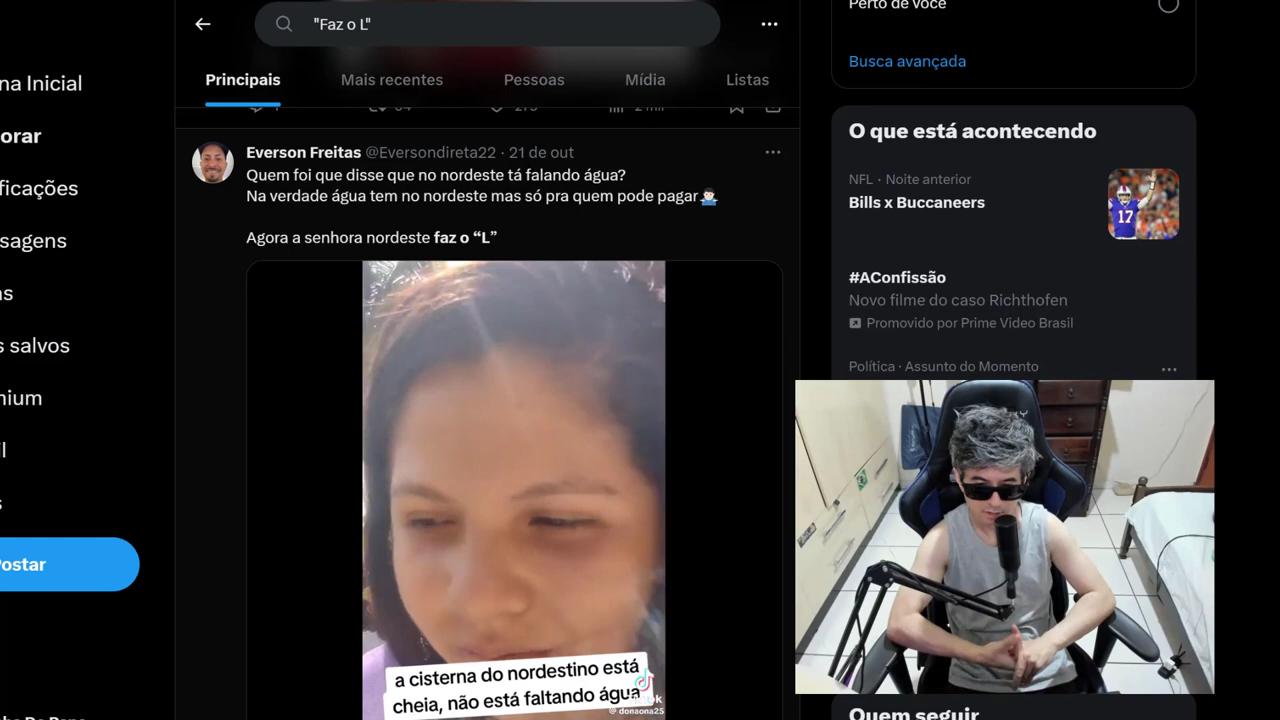 "Faz o L"
Principais
Mais recentes
Pessoas
Mídia
Listas
na Inicial
orar
ficações
sagens
as
s salvos
nium
il
s
Postar
Everson Freitas @Eversondireta22 · 21 de out
Quem foi que disse que no nordeste tá falando água?
Na verdade água tem no nordeste mas só pra quem pode pagar
Agora a senhora nordeste faz o “L”
a cisterna do nordestino está
cheia, não está faltando água
@donaona25
Perto de você
Busca avançada
O que está acontecendo
NFL · Noite anterior
Bills x Buccaneers
17
#AConfissão
Novo filme do caso Richthofen
Promovido por Prime Video Brasil
Política · Assunto do Momento
Quem seguir